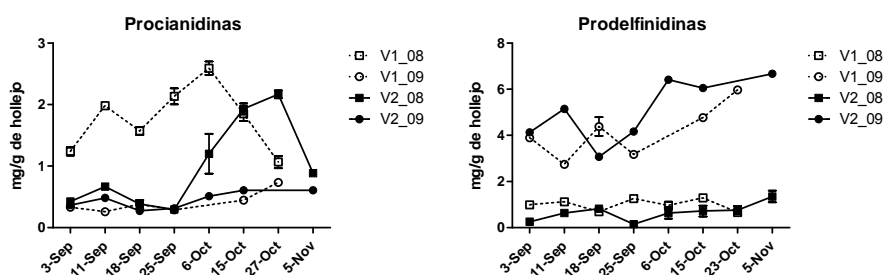 Procianidinas
mg/g de hollejo
3
2
1
0
3-Sep
11-Sep
18-Sep
25-Sep
6-Oct
15-Oct
27-Oct
5-Nov
V1_08
V1_09
V2_08
V2_09
Prodelfinidinas
mg/g de hollejo
8
6
4
2
0
3-Sep
11-Sep
18-Sep
25-Sep
6-Oct
15-Oct
23-Oct
5-Nov
V1_08
V1_09
V2_08
V2_09